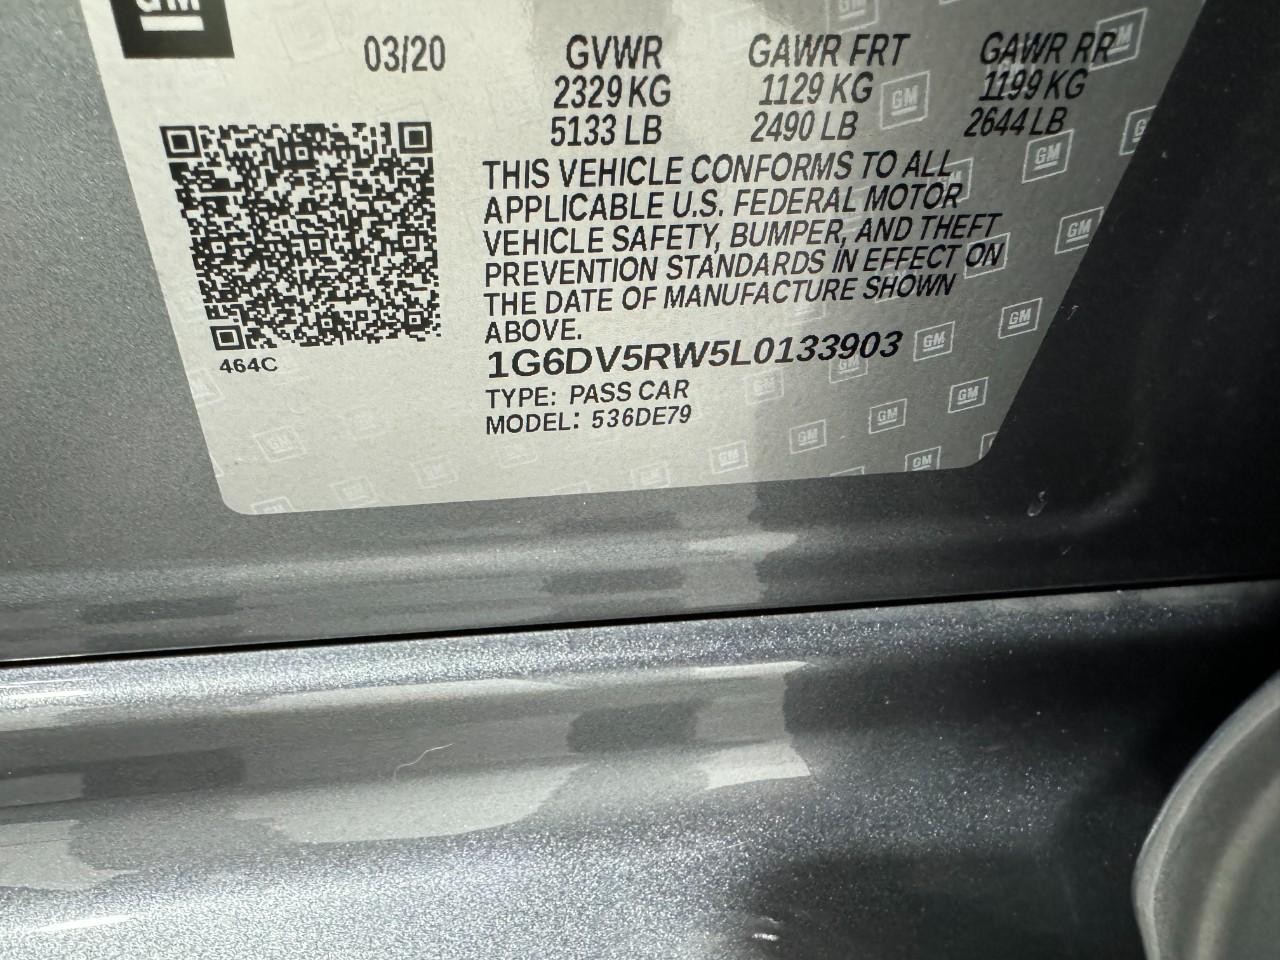 GM
03/20 GVWR GAWR FRT GAWR RR
2329 KG 1129 KG 1199 KG
5133 LB 2490 LB 2644 LB
THIS VEHICLE CONFORMS TO ALL
APPLICABLE U.S. FEDERAL MOTOR
VEHICLE SAFETY, BUMPER, AND THEFT
PREVENTION STANDARDS IN EFFECT ON
THE DATE OF MANUFACTURE SHOWN
ABOVE.
464C
1G6DV5RW5L0133903
TYPE: PASS CAR
MODEL: 536DE79